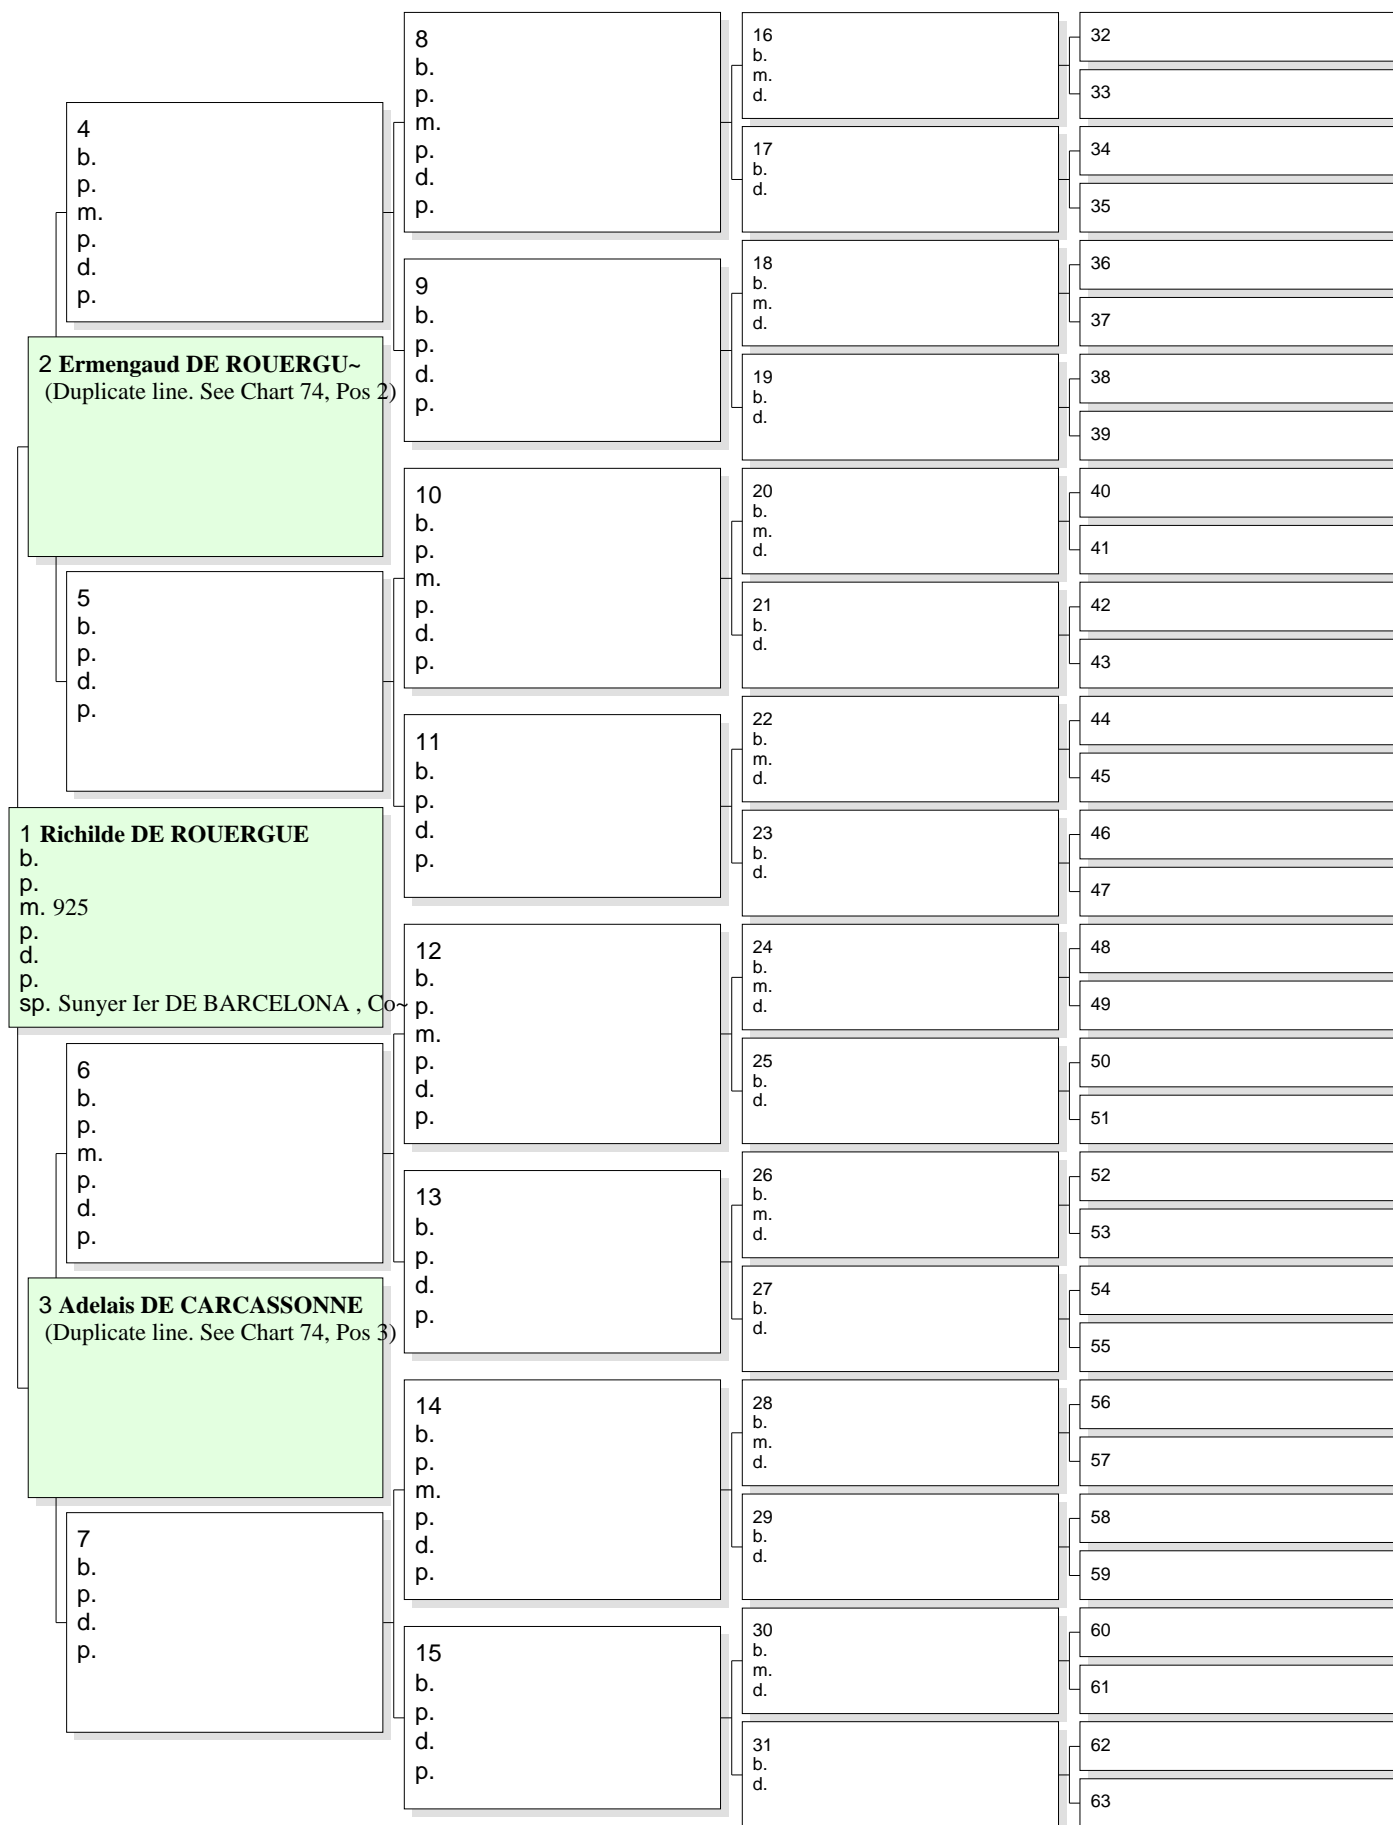 4
b.
p.
m.
p.
d.
p.
2 Ermengaud DE ROUERGU~
(Duplicate line. See Chart 74, Pos 2)
5
b.
p.
d.
p.
1 Richilde DE ROUERGUE
b.
p.
m. 925
p.
d.
p.
sp. Sunyer Ier DE BARCELONA , Co~
6
b.
p.
m.
p.
d.
p.
3 Adelais DE CARCASSONNE
(Duplicate line. See Chart 74, Pos 3)
7
b.
p.
d.
p.
8
b.
p.
m.
p.
d.
p.
9
b.
p.
d.
p.
10
b.
p.
m.
p.
d.
p.
11
b.
p.
d.
p.
12
b.
p.
m.
p.
d.
p.
13
b.
p.
d.
p.
14
b.
p.
m.
p.
d.
p.
15
b.
p.
d.
p.
16
b.
m.
d.
17
b.
d.
18
b.
m.
d.
19
b.
d.
20
b.
m.
d.
21
b.
d.
22
b.
m.
d.
23
b.
d.
24
b.
m.
d.
25
b.
d.
26
b.
m.
d.
27
b.
d.
28
b.
m.
d.
29
b.
d.
30
b.
m.
d.
31
b.
d.
32
33
34
35
36
37
38
39
40
41
42
43
44
45
46
47
48
49
50
51
52
53
54
55
56
57
58
59
60
61
62
63